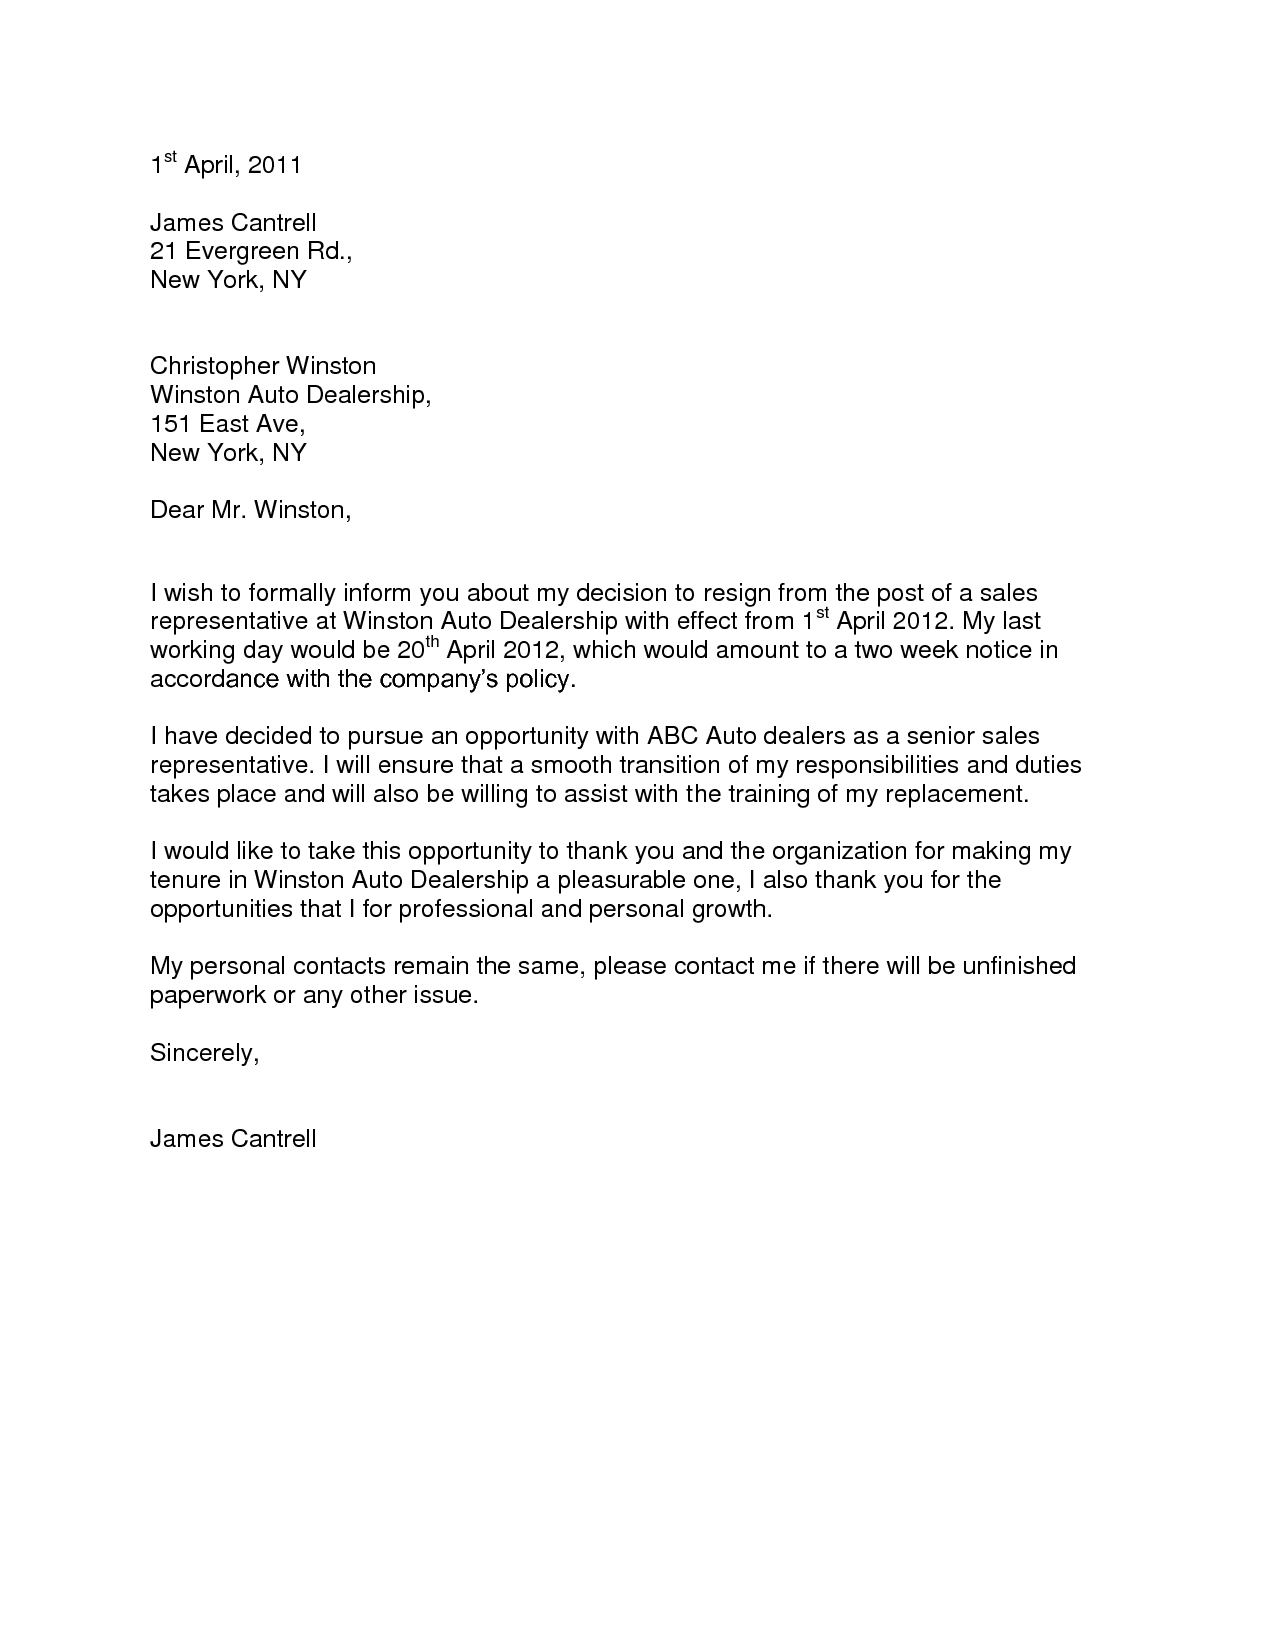 1st April, 2011
James Cantrell
21 Evergreen Rd.,
New York, NY
Christopher Winston
Winston Auto Dealership,
151 East Ave,
New York, NY
Dear Mr. Winston,
I wish to formally inform you about my decision to resign from the post of a sales
representative at Winston Auto Dealership with effect from 1st April 2012. My last
working day would be 20th April 2012, which would amount to a two week notice in
accordance with the company’s policy.
I have decided to pursue an opportunity with ABC Auto dealers as a senior sales
representative. I will ensure that a smooth transition of my responsibilities and duties
takes place and will also be willing to assist with the training of my replacement.
I would like to take this opportunity to thank you and the organization for making my
tenure in Winston Auto Dealership a pleasurable one, I also thank you for the
opportunities that I for professional and personal growth.
My personal contacts remain the same, please contact me if there will be unfinished
paperwork or any other issue.
Sincerely,
James Cantrell